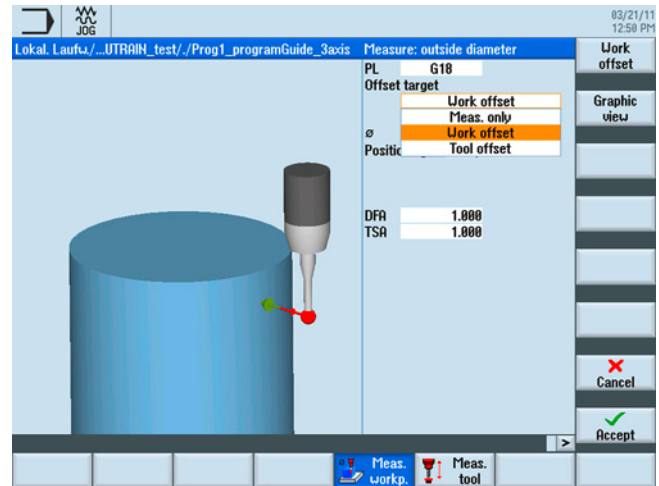 JOG
03/21/11
12:50 PM
Lokal. Laufw./...UTRAIN_test/./Prog1_programGuide_3axis
Measure: outside diameter
PL G18
Offset target
Work offset
Meas. only
ø Work offset
Tool offset
DFA 1.000
TSA 1.000
Work
offset
Graphic
view
Cancel
Accept
>
Meas.
workp.
Meas.
tool